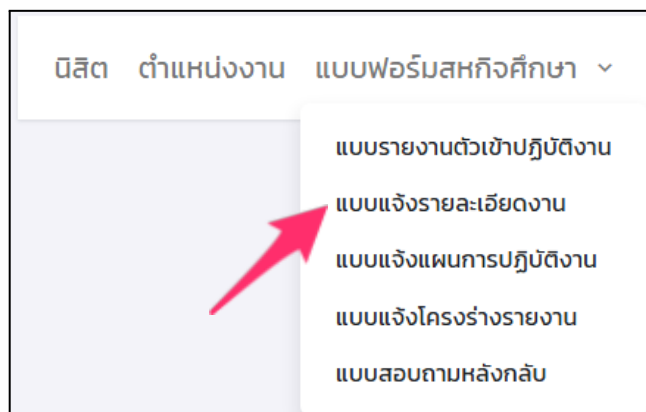 นิสิต ตำแหน่งงาน แบบฟอร์มสหกิจศึกษา
แบบรายงานตัวเข้าปฏิบัติงาน
แบบแจ้งรายละเอียดงาน
แบบแจ้งแผนการปฏิบัติงาน
แบบแจ้งโครงร่างรายงาน
แบบสอบถามหลังกลับ